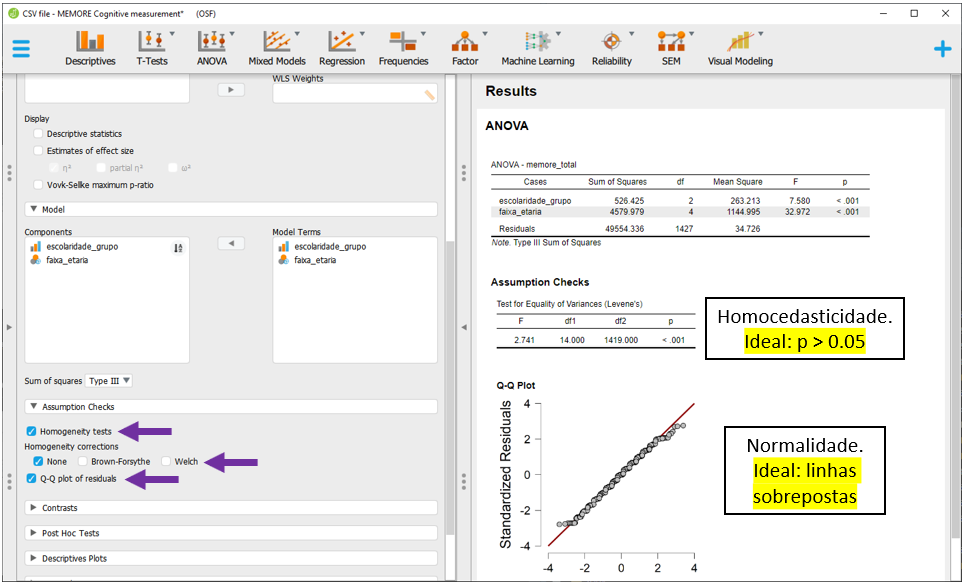 CSV file - MEMORE Cognitive measurement* (OSF)
Descriptives T-Tests ANOVA Mixed Models Regression Frequencies Factor Machine Learning Reliability SEM Visual Modeling
WLS Weights
Display
Descriptive statistics
Estimates of effect size
η² partial η² ω²
Vovk-Sellke maximum p-ratio
Model
Components Model Terms
escolaridade_grupo escolaridade_grupo
faixa_etaria faixa_etaria
Sum of squares Type III
Assumption Checks
Homogeneity tests
Homogeneity corrections
None Brown-Forsythe Welch
Q-Q plot of residuals
Contrasts
Post Hoc Tests
Descriptives Plots
Results
ANOVA
ANOVA - memore_total
Cases Sum of Squares df Mean Square F p
escolaridade_grupo 526.425 2 263.213 7.580 < .001
faixa_etaria 4579.979 4 1144.995 32.972 < .001
Residuals 49554.336 1427 34.726
Note. Type III Sum of Squares
Assumption Checks
Test for Equality of Variances (Levene's)
F df1 df2 p
2.741 14.000 1419.000 < .001
Homocedasticidade.
Ideal: p > 0.05
Q-Q Plot
Standardized Residuals
4
2
0
-2
-4
-4 -2 0 2 4
Normalidade.
Ideal: linhas
sobrepostas